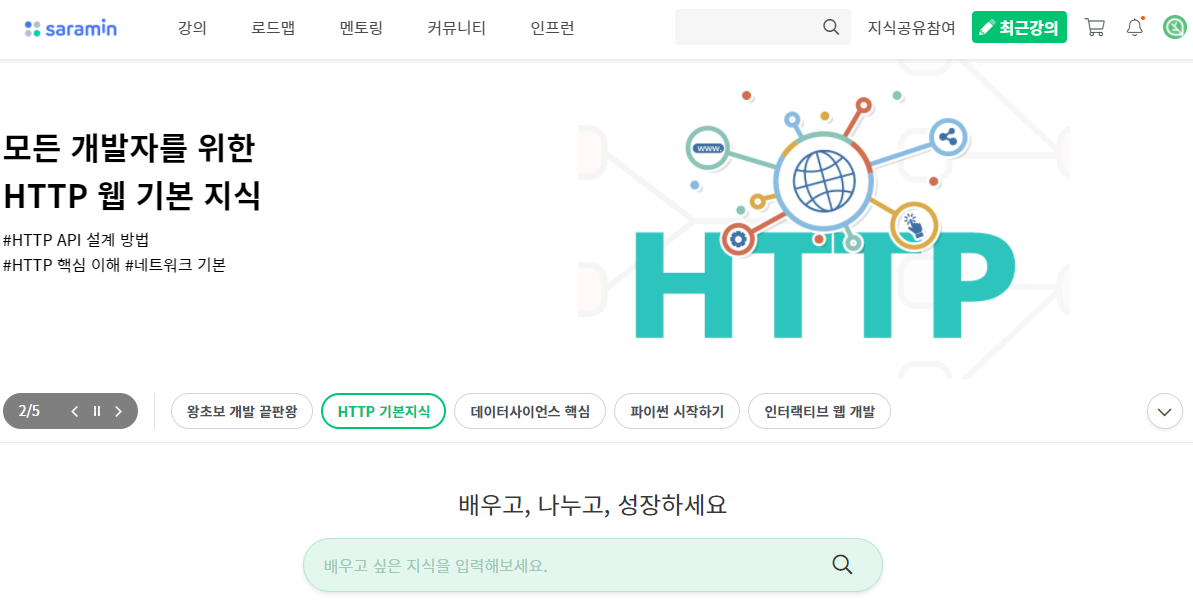 saramin 강의 로드맵 멘토링 커뮤니티 인프런 지식공유참여 최근강의
모든 개발자를 위한
HTTP 웹 기본 지식
#HTTP API 설계 방법
#HTTP 핵심 이해 #네트워크 기본
www.
HTTP
2/5 왕초보 개발 끝판왕 HTTP 기본지식 데이터사이언스 핵심 파이썬 시작하기 인터랙티브 웹 개발
배우고, 나누고, 성장하세요
배우고 싶은 지식을 입력해보세요.